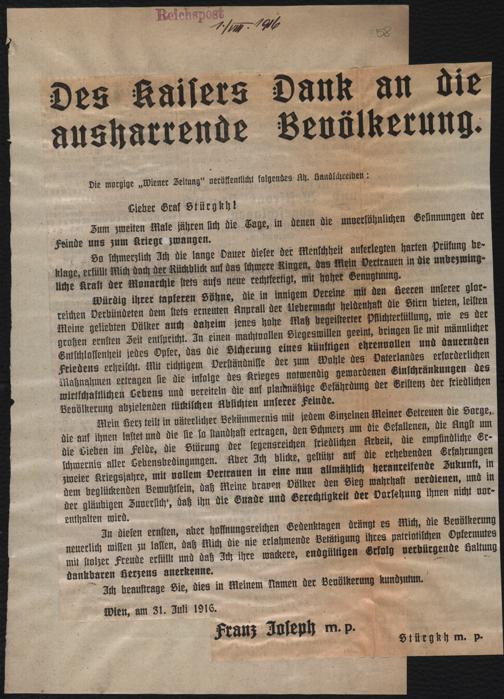 Reichspost
1/VIII. 1916
58
Des Kaisers Dank an die
ausharrende Bevölkerung.
Die morgige „Wiener Zeitung" veröffentlicht folgendes Ah. Handschreiben:
Lieber Graf Stürgkh!
Zum zweiten Male jähren sich die Tage, in denen die unversöhnlichen Gesinnungen der
Feinde uns zum Kriege zwangen.
So schmerzlich Ich die lange Dauer dieser der Menschheit auferlegten harten Prüfung be-
klage, erfüllt Mich doch der Rückblick auf das schwere Ringen, das Mein Vertrauen in die unbezwing-
liche Kraft der Monarchie stets aufs neue rechtfertigt, mit hoher Genugtuung.
Würdig ihrer tapferen Söhne, die in innigem Vereine mit den Heeren unserer glor-
reichen Verbündeten dem stets erneuten Anprall der Uebermacht heldenhaft die Stirn bieten, leisten
Meine geliebten Völker auch daheim jenes hohe Maß begeisterter Pflichterfüllung, wie es der
großen ernsten Zeit entspricht. In einem machtvollen Siegeswillen geeint, bringen sie mit männlicher
Entschlossenheit jedes Opfer, das die Sicherung eines künftigen ehrenvollen und dauernden
Friedens erheischt. Mit richtigem Verständnisse der zum Wohle des Vaterlandes erforderlichen
Maßnahmen ertragen sie die infolge des Krieges notwendig gewordenen Einschränkungen des
wirtschaftlichen Lebens und vereiteln die auf planmäßige Gefährdung der Existenz der friedlichen
Bevölkerung abzielenden tückischen Absichten unserer Feinde.
Mein Herz teilt in väterlicher Bekümmernis mit jedem Einzelnen Meiner Getreuen die Sorge,
die auf ihnen lastet und die sie so standhaft ertragen, den Schmerz um die Gefallenen, die Angst um
die Lieben im Felde, die Störung der segensreichen friedlichen Arbeit, die empfindliche Er-
schwernis aller Lebensbedingungen. Aber Ich blicke, gestützt auf die erhebenden Erfahrungen
zweier Kriegsjahre, mit vollem Vertrauen in eine nun allmählich heranreifende Zukunft, in
dem beglückenden Bewußtsein, daß Meine braven Völker den Sieg wahrhaft verdienen, und in
der gläubigen Zuversicht, daß ihn die Gnade und Gerechtigkeit der Vorsehung ihnen nicht vor-
enthalten wird.
In diesen ernsten, aber hoffnungsreichen Gedenktagen drängt es Mich, die Bevölkerung
neuerlich wissen zu lassen, daß Mich die nie erlahmende Betätigung ihres patriotischen Opfermutes
mit stolzer Freude erfüllt und daß Ich ihre wackere, endgültigen Erfolg verbürgende Haltung
dankbaren Herzens anerkenne.
Ich beauftrage Sie, dies in Meinem Namen der Bevölkerung kundzutun.
Wien, am 31. Juli 1916.
Franz Joseph m. p.
Stürgkh m. p.